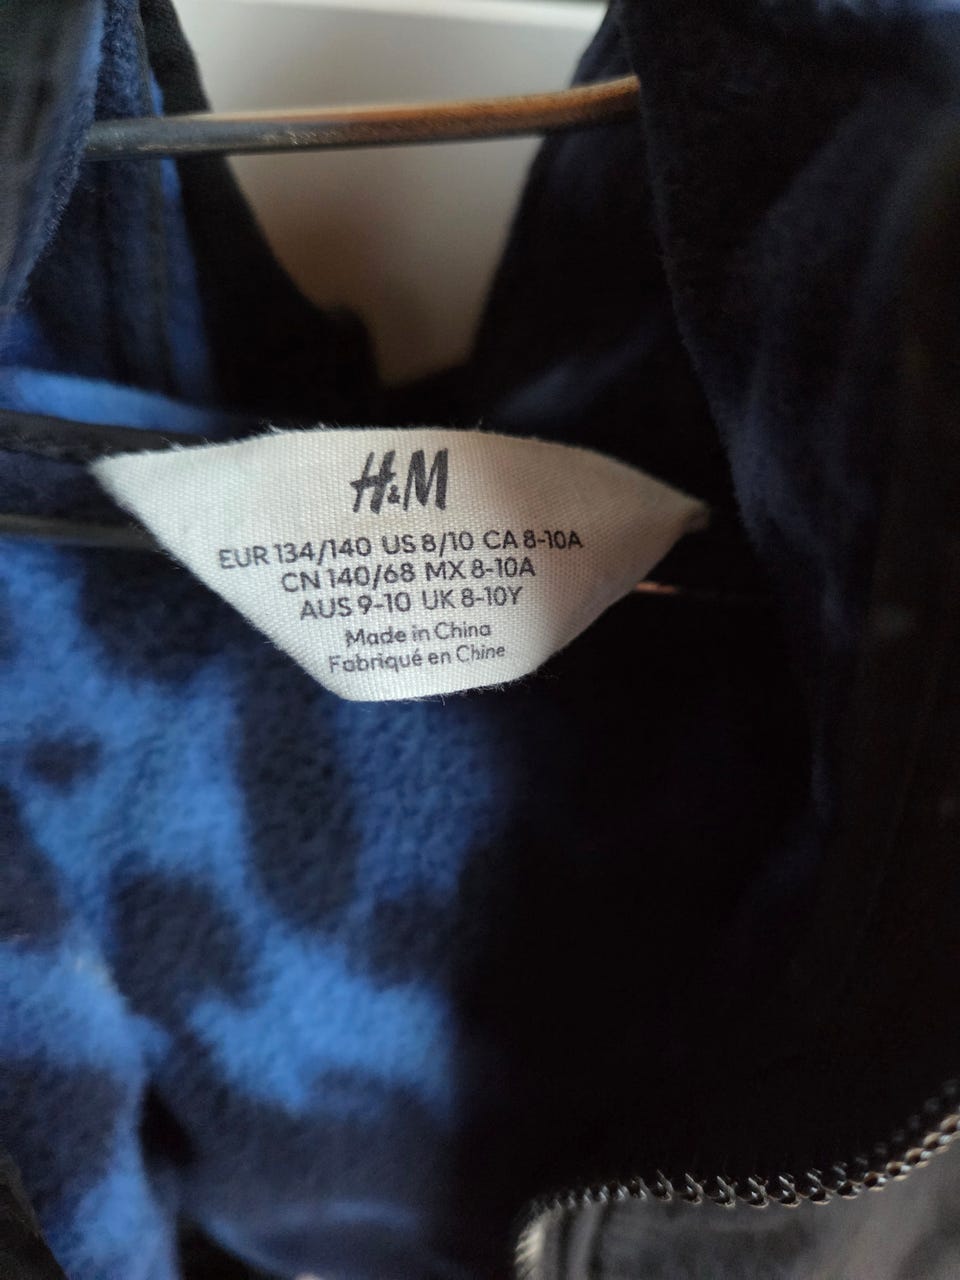 H&M
EUR 134/140 US 8/10 CA 8-10A
CN 140/68 MX 8-10A
AUS 9-10 UK 8-10Y
Made in China
Fabriqué en Chine